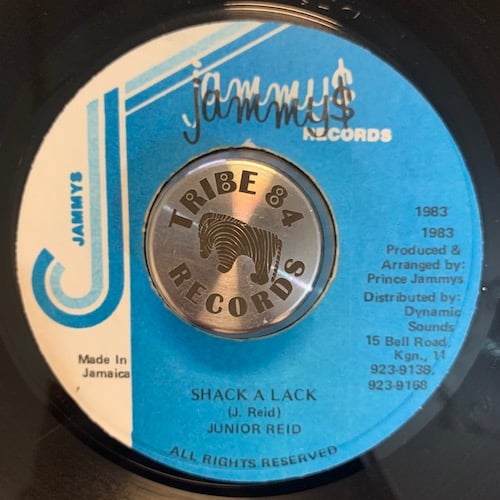 jammy$
jammy$
RECORDS
JAMMYS
TRIBE 84
RECORDS
1983
1983
Produced &
Arranged by:
Prince Jammys
Distributed by:
Dynamic
Sounds
15 Bell Road,
Kgn., 11
923-9138,
923-9168
Made In
Jamaica
SHACK A LACK
(J. Reid)
JUNIOR REID
ALL RIGHTS RESERVED